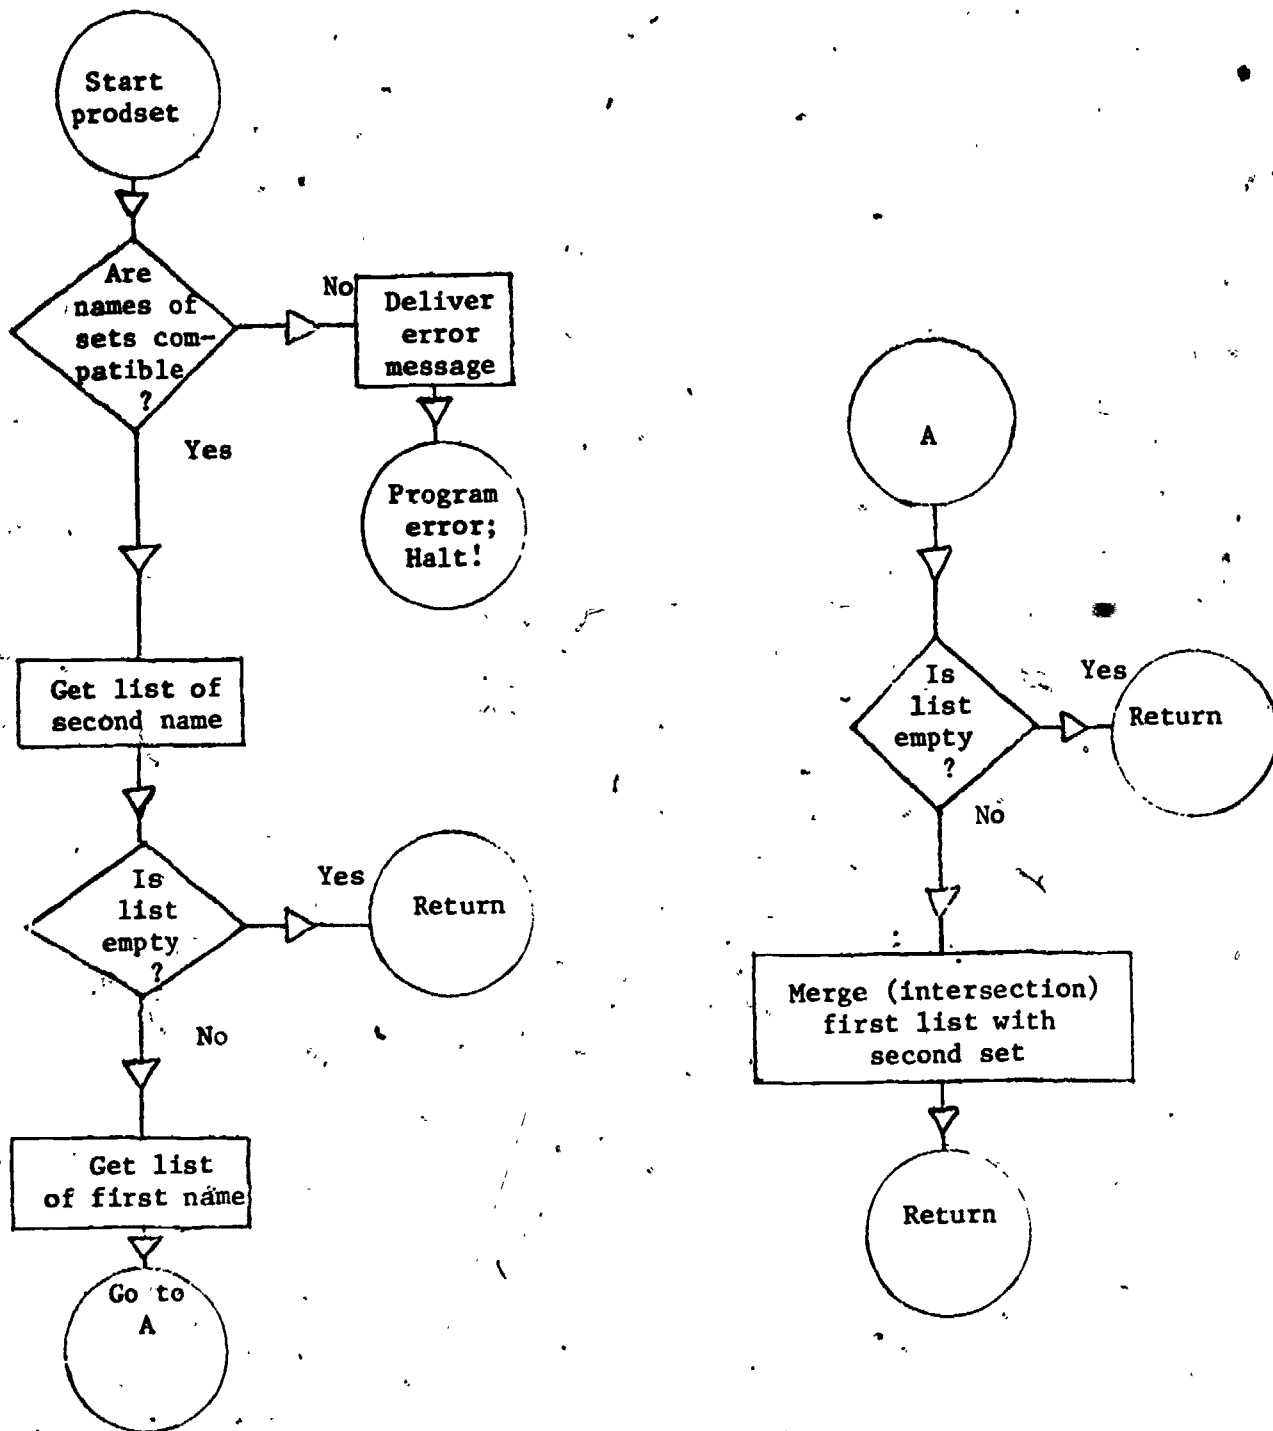 Start
prodset
Are
names of
sets com-
patible
?
No
Deliver
error
message
Program
error;
Halt!
Yes
Get list of
second name
Is
list
empty
?
Yes
Return
No
Get list
of first name
Go to
A
A
Is
list
empty
?
Yes
Return
No
Merge (intersection)
first list with
second set
Return